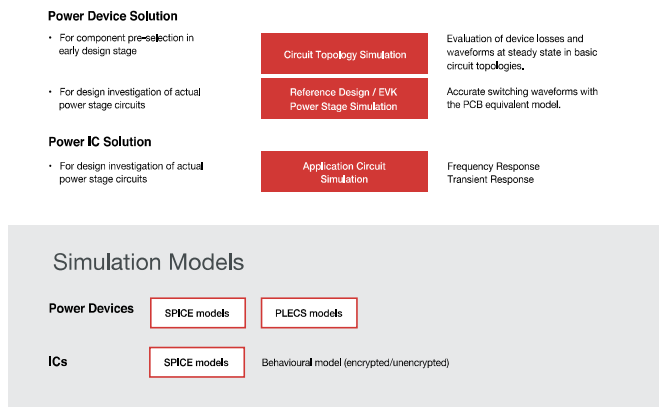 Power Device Solution
• For component pre-selection in
early design stage
Circuit Topology Simulation
Evaluation of device losses and
waveforms at steady state in basic
circuit topologies.
• For design investigation of actual
power stage circuits
Reference Design / EVK
Power Stage Simulation
Accurate switching waveforms with
the PCB equivalent model.
Power IC Solution
• For design investigation of actual
power stage circuits
Application Circuit
Simulation
Frequency Response
Transient Response
Simulation Models
Power Devices
SPICE models
PLECS models
ICs
SPICE models
Behavioural model (encrypted/unencrypted)